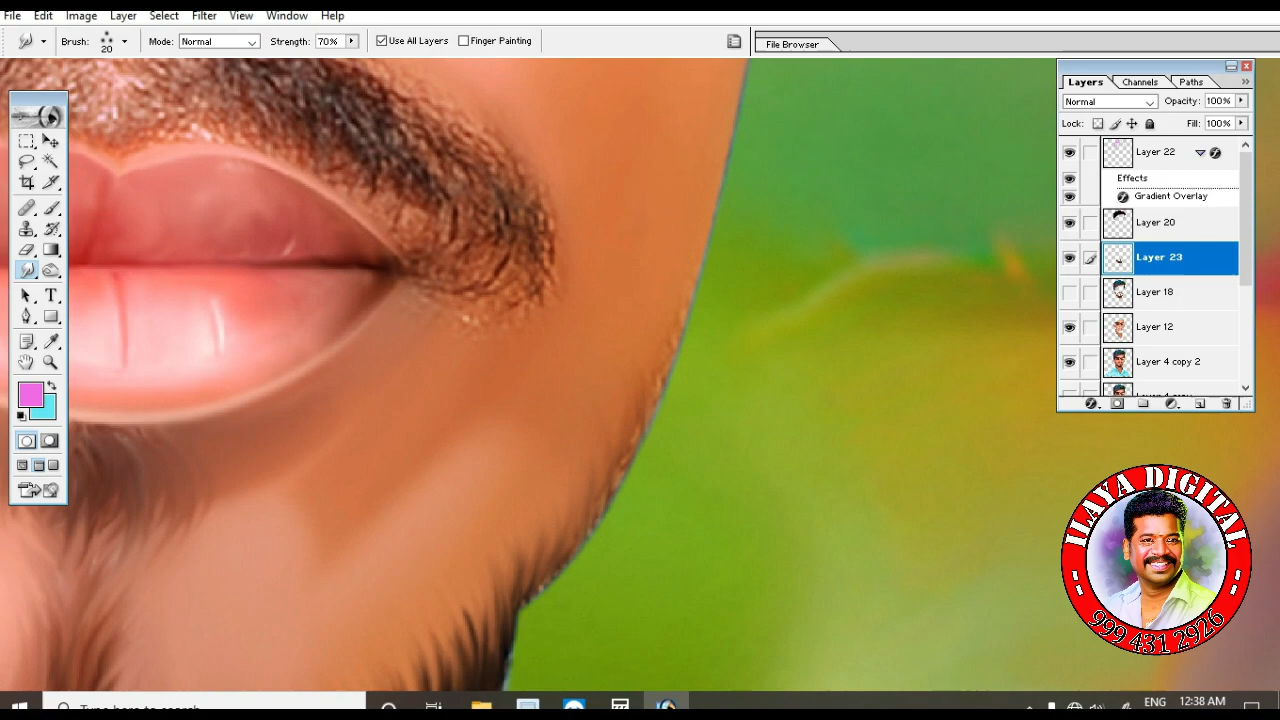 File Edit Image Layer Select Filter View Window Help
Brush: 20 Mode: Normal Strength: 70% Use All Layers Finger Painting File Browser
Layers Channels Paths
Normal Opacity: 100%
Lock: Fill: 100%
Layer 22
Effects
Gradient Overlay
Layer 20
Layer 23
Layer 18
Layer 12
Layer 4 copy 2
ILAYA DIGITAL
999 431 2926
ENG 12:38 AM